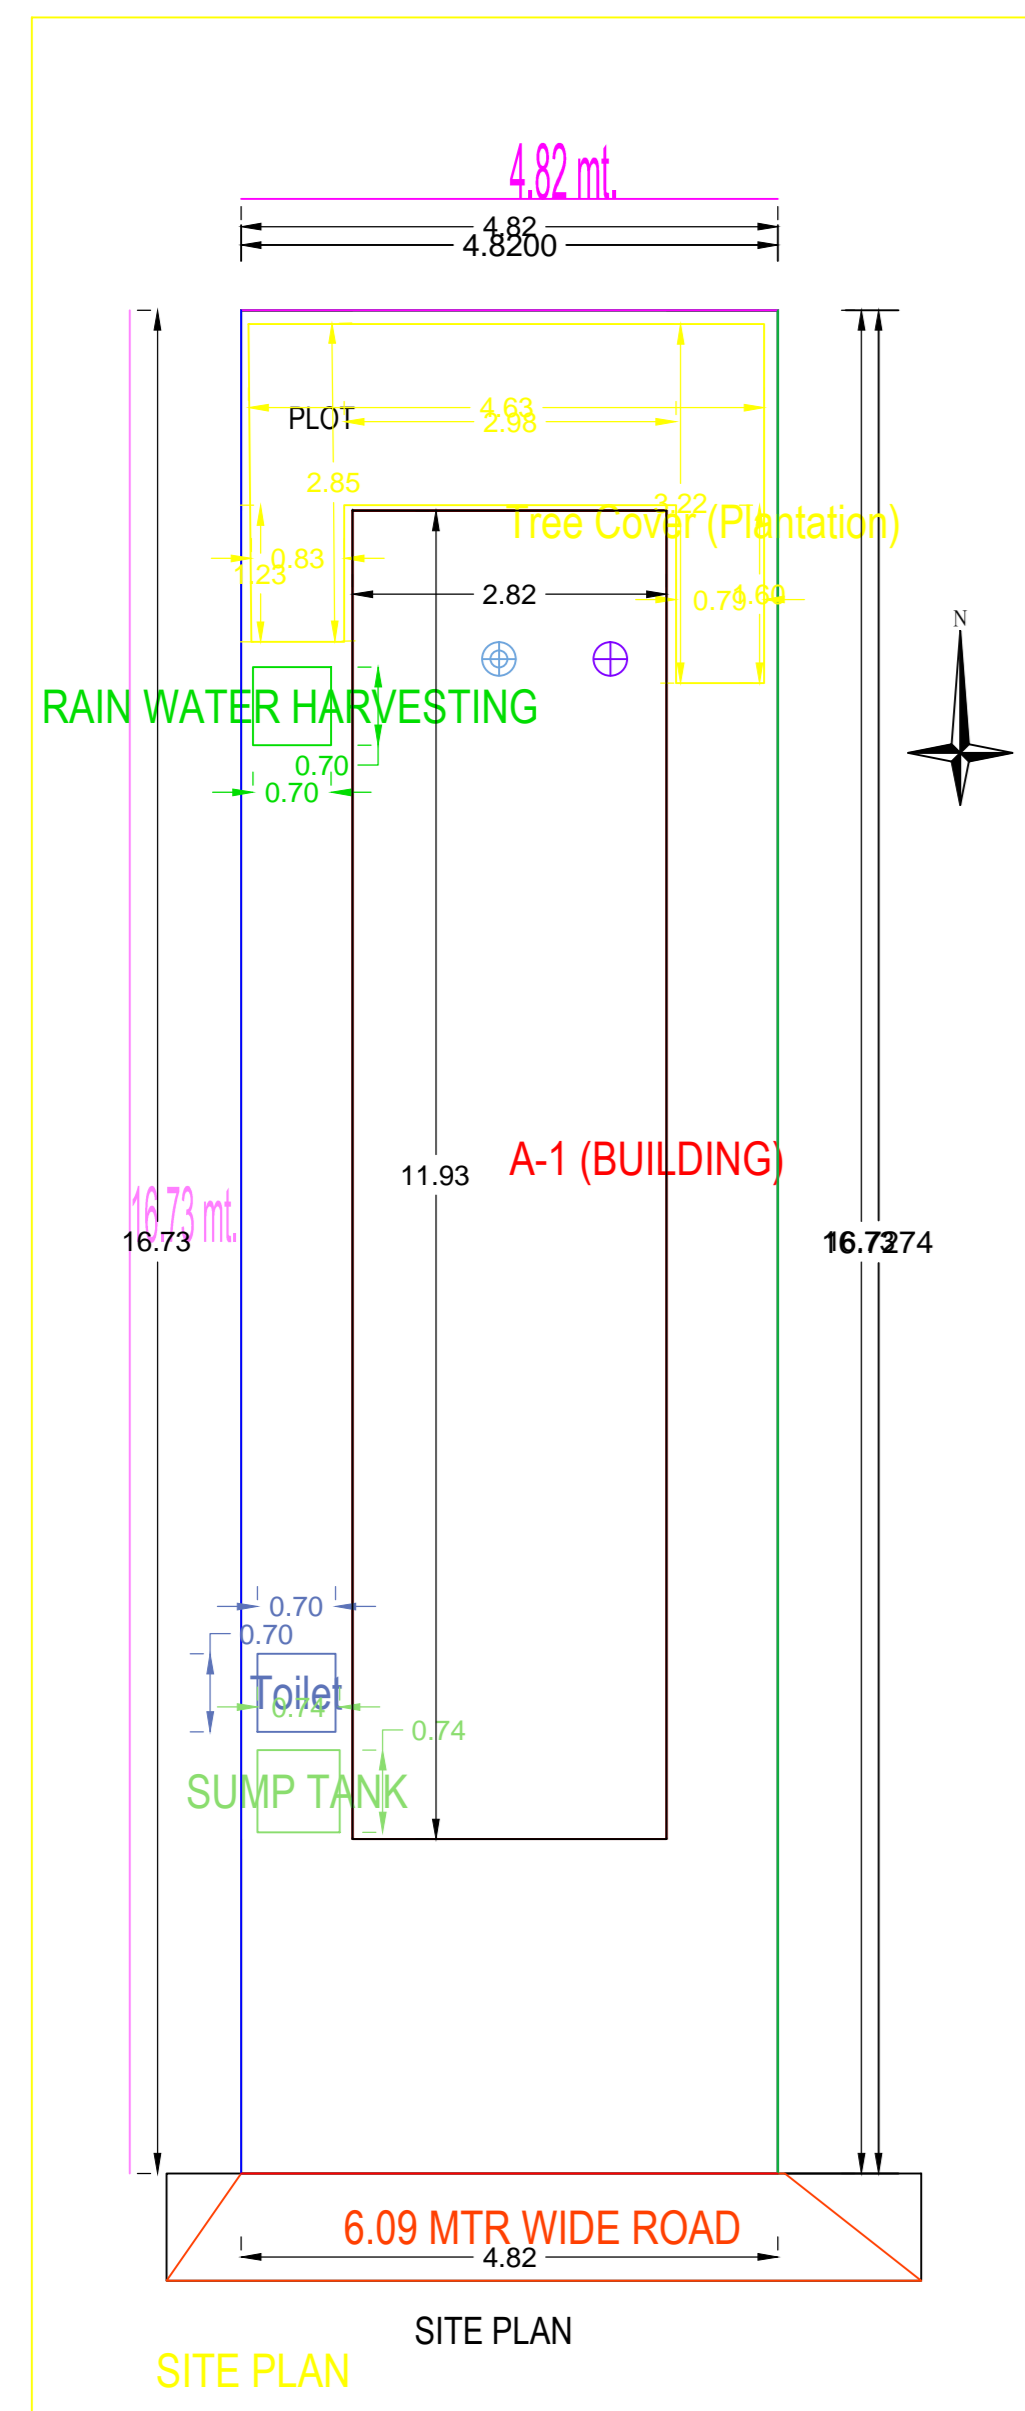 4.82 mt.
4.82
4.8200
PLOT
4.63
2.98
2.85
3.22
Tree Cover (Plantation)
0.83
1.23
2.82
0.79
1.60
N
RAIN WATER HARVESTING
0.70
0.70
A-1 (BUILDING)
11.93
16.73 mt.
16.73
16.73
16.7274
0.70
0.70
Toilet
0.74
0.74
SUMP TANK
6.09 MTR WIDE ROAD
4.82
SITE PLAN
SITE PLAN